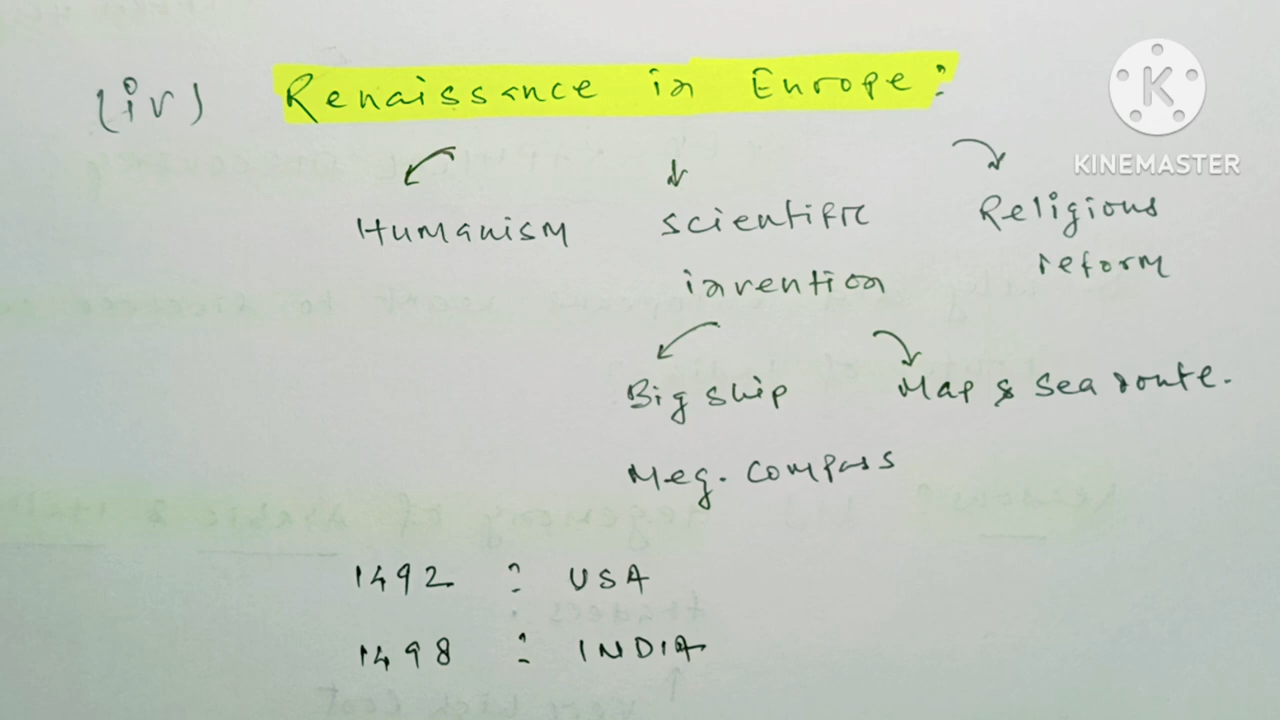 (iv) Renaissance in Europe:
KINEMASTER
Humanism scientific Religious
invention reform
Big ship Map & Sea route.
Meg. compass
1492 : USA
1498 : INDIA